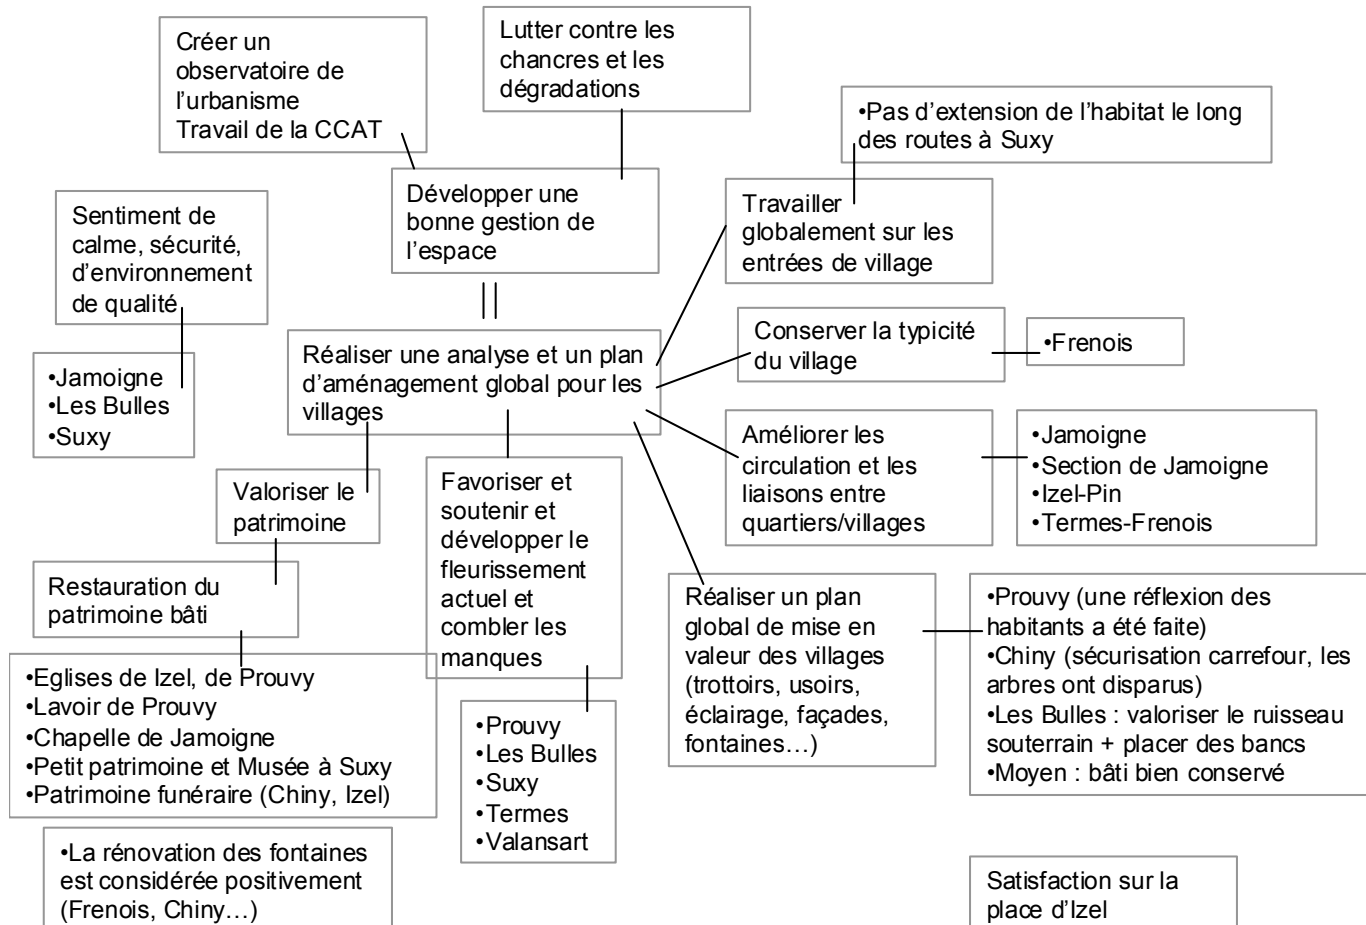 Créer un
observatoire de
l'urbanisme
Travail de la CCAT
Lutter contre les
chancres et les
dégradations
•Pas d'extension de l'habitat le long
des routes à Suxy
Développer une
bonne gestion de
l'espace
Travailler
globalement sur les
entrées de village
Sentiment de
calme, sécurité,
d'environnement
de qualité
•Jamoigne
•Les Bulles
•Suxy
Réaliser une analyse et un plan
d'aménagement global pour les
villages
Conserver la typicité
du village
•Frenois
Améliorer les
circulation et les
liaisons entre
quartiers/villages
•Jamoigne
•Section de Jamoigne
•Izel-Pin
•Termes-Frenois
Valoriser le
patrimoine
Favoriser et
soutenir et
développer le
fleurissement
actuel et
combler les
manques
Restauration du
patrimoine bâti
Réaliser un plan
global de mise en
valeur des villages
(trottoirs, usoirs,
éclairage, façades,
fontaines…)
•Prouvy (une réflexion des
habitants a été faite)
•Chiny (sécurisation carrefour, les
arbres ont disparus)
•Les Bulles : valoriser le ruisseau
souterrain + placer des bancs
•Moyen : bâti bien conservé
•Eglises de Izel, de Prouvy
•Lavoir de Prouvy
•Chapelle de Jamoigne
•Petit patrimoine et Musée à Suxy
•Patrimoine funéraire (Chiny, Izel)
•Prouvy
•Les Bulles
•Suxy
•Termes
•Valansart
•La rénovation des fontaines
est considérée positivement
(Frenois, Chiny…)
Satisfaction sur la
place d'Izel